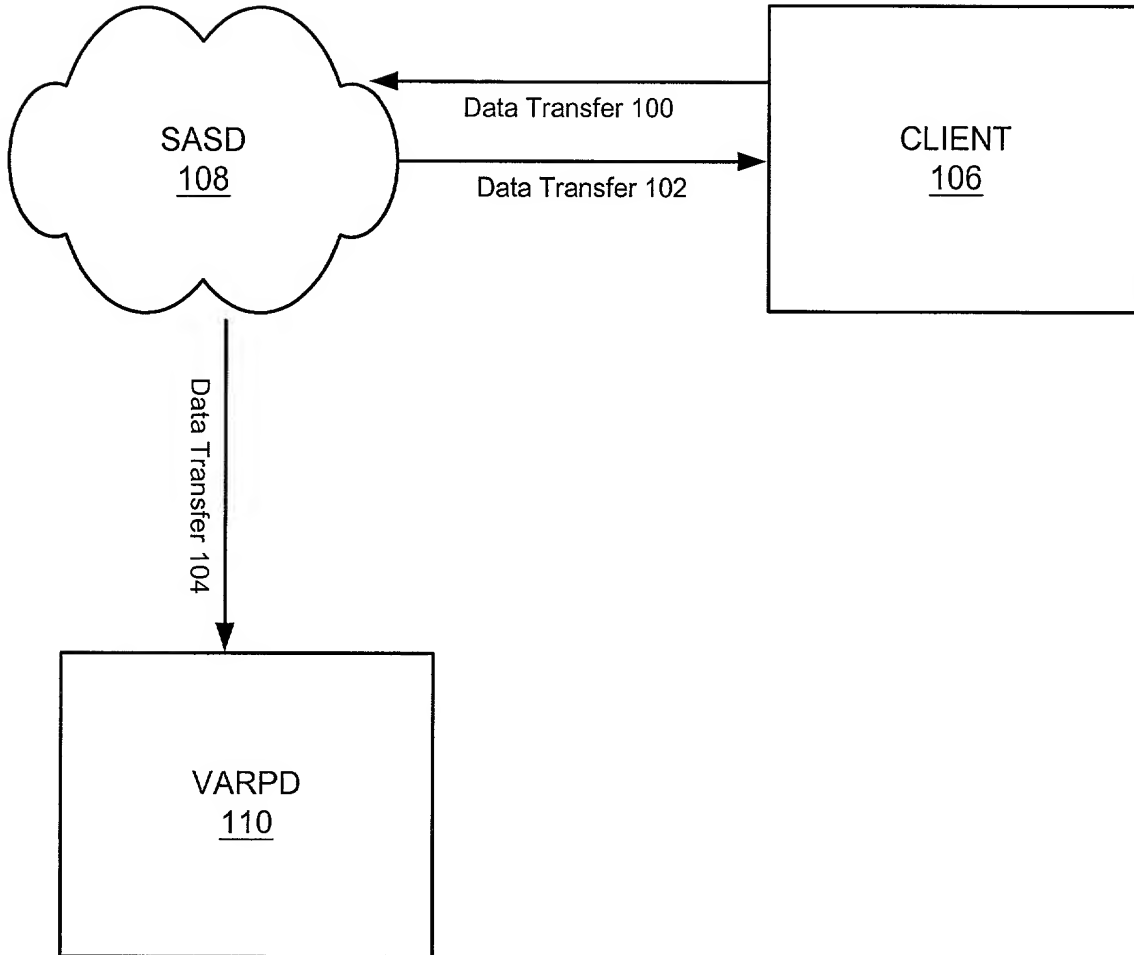 Data Transfer 100
SASD
108
CLIENT
106
Data Transfer 102
Data Transfer 104
VARPD
110